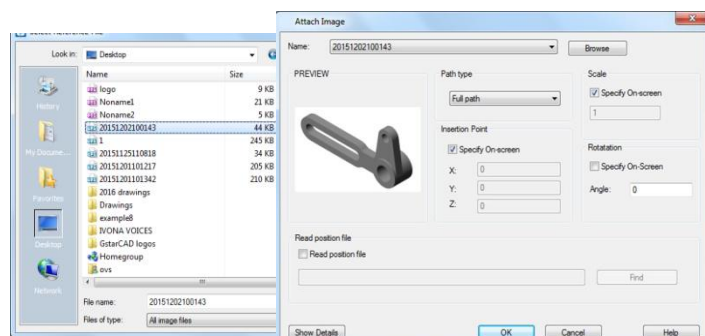 Look in:
Desktop
Name
Size
logo
9 KB
Noname1
21 KB
Noname2
5 KB
20151202100143
44 KB
1
245 KB
20151125110818
34 KB
20151201101217
205 KB
20151201101342
210 KB
2016 drawings
Drawings
example8
IVONA VOICES
GstarCAD logos
Homegroup
ovs
History
My Docume...
Favorites
Desktop
Network
File name:
20151202100143
Files of type:
All image files
Attach Image
Name:
20151202100143
Browse
PREVIEW
Path type
Full path
Insertion Point
Specify On-screen
X:
0
Y:
0
Z:
0
Scale
Specify On-screen
1
Rotatation
Specify On-Screen
Angle:
0
Read position file
Read position file
Find
Show Details
OK
Cancel
Help